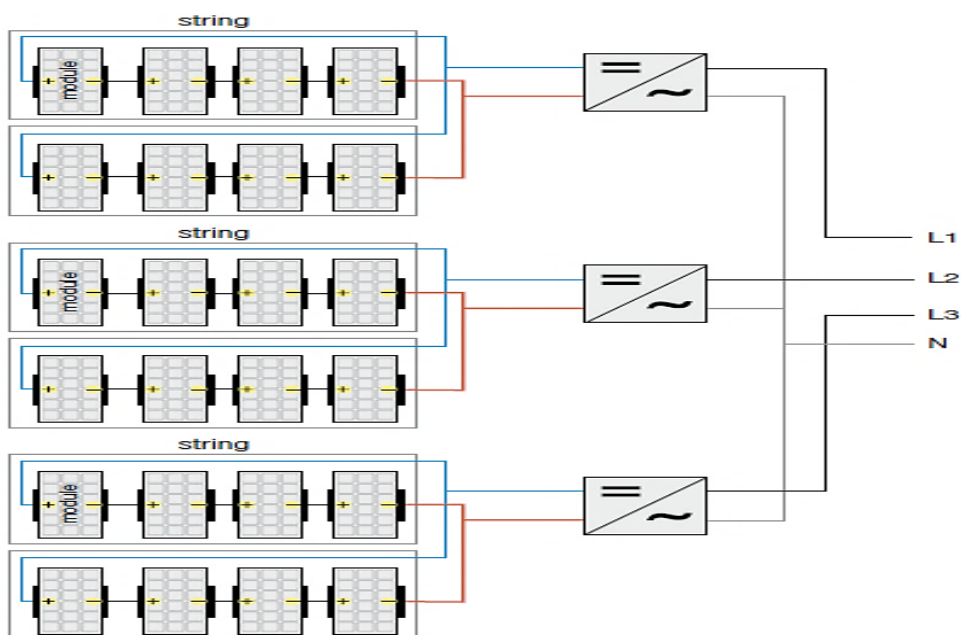 string
module
L1
string
L2
module
L3
N
string
module